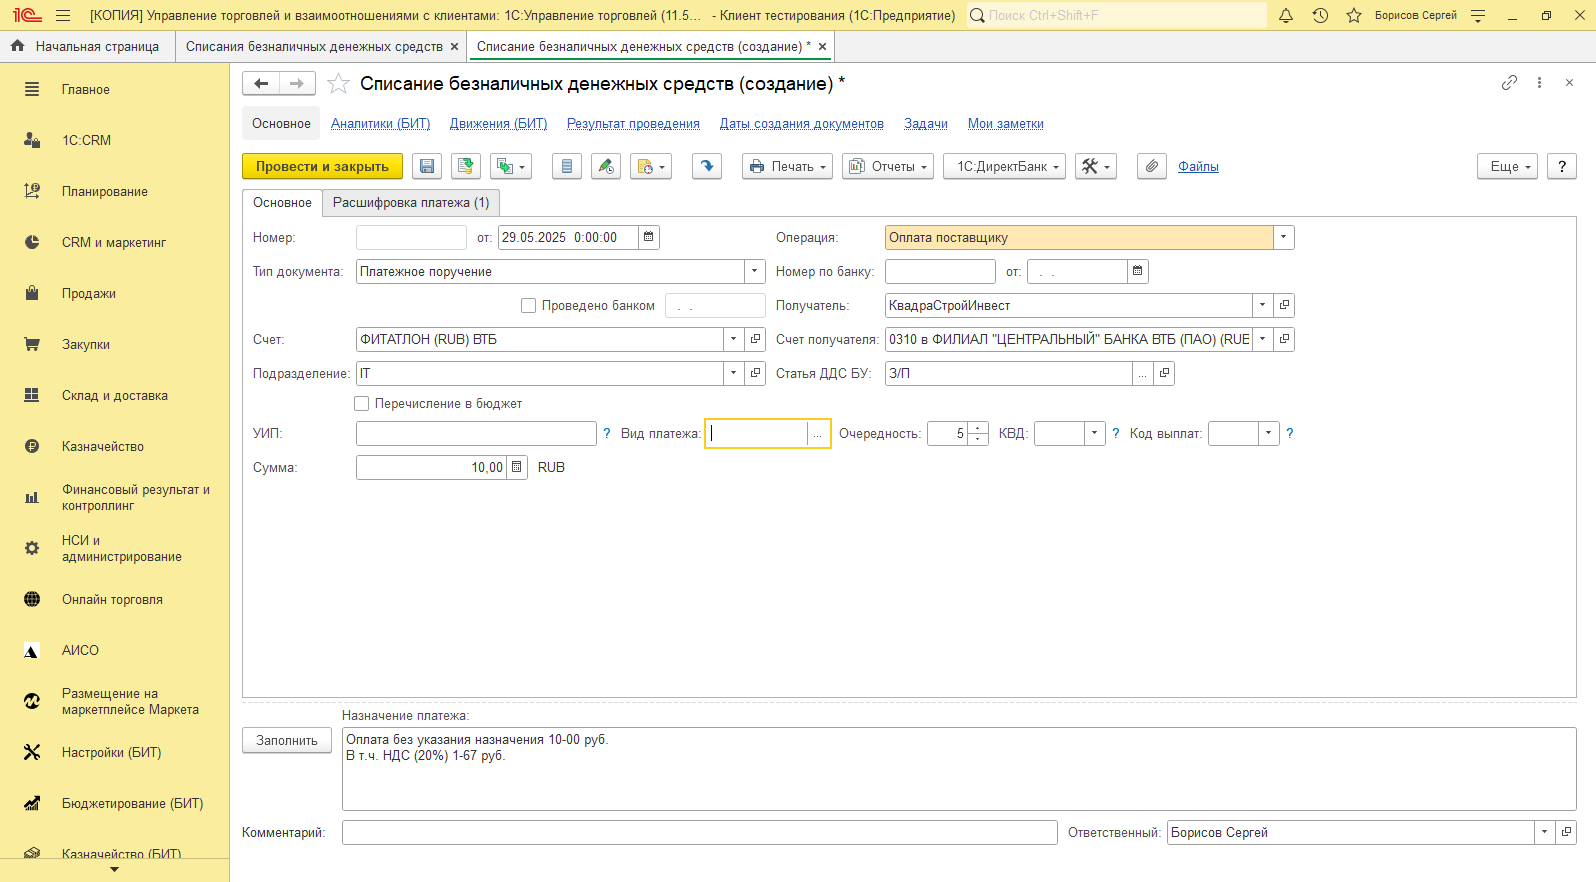 [КОПИЯ] Управление торговлей и взаимоотношениями с клиентами: 1С:Управление торговлей (11.5... - Клиент тестирования (1С:Предприятие)
Поиск Ctrl+Shift+F
Борисов Сергей
Начальная страница
Списания безналичных денежных средств
Списание безналичных денежных средств (создание) *
Главное
1C:CRM
Планирование
CRM и маркетинг
Продажи
Закупки
Склад и доставка
Казначейство
Финансовый результат и
контроллинг
НСИ и
администрирование
Онлайн торговля
АИСО
Размещение на
маркетплейсе Маркета
Настройки (БИТ)
Бюджетирование (БИТ)
Казначейство (БИТ)
Списание безналичных денежных средств (создание) *
Основное Аналитики (БИТ) Движения (БИТ) Результат проведения Даты создания документов Задачи Мои заметки
Провести и закрыть Печать Отчеты 1С:ДиректБанк Файлы Еще ?
Основное Расшифровка платежа (1)
Номер: от: 29.05.2025 0:00:00 Операция: Оплата поставщику
Тип документа: Платежное поручение Номер по банку: от: . .
Проведено банком . . Получатель: КвадраСтройИнвест
Счет: ФИТАТЛОН (RUB) ВТБ Счет получателя: 0310 в ФИЛИАЛ "ЦЕНТРАЛЬНЫЙ" БАНКА ВТБ (ПАО) (RUB
Подразделение: IT Статья ДДС БУ: З/П ...
Перечисление в бюджет
УИП: ? Вид платежа: ... Очередность: 5 КВД: ? Код выплат: ?
Сумма: 10,00 RUB
Назначение платежа:
Заполнить
Оплата без указания назначения 10-00 руб.
В т.ч. НДС (20%) 1-67 руб.
Комментарий: Ответственный: Борисов Сергей